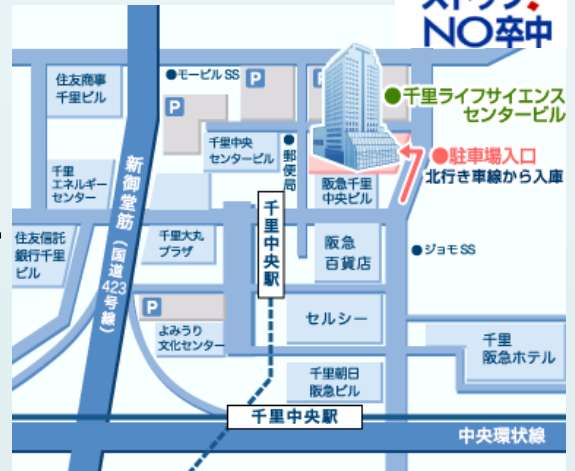 ストップ!
NO卒中
住友商事
千里ビル
●モービルSS
P
P
P
●千里ライフサイエンス
センタービル
千里中央
センタービル
●郵便局
●駐車場入口
北行き車線から入庫
千里
エネルギー
センター
新御堂筋(国道423号線)
阪急千里
中央ビル
千里中央駅
住友信託
銀行千里
ビル
千里大丸
プラザ
阪急
百貨店
●ジョモSS
P
よみうり
文化センター
セルシー
千里
阪急ホテル
千里朝日
阪急ビル
千里中央駅
中央環状線